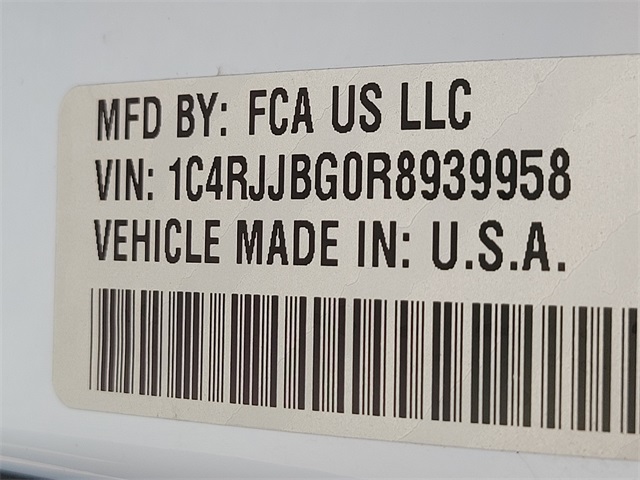 MFD BY: FCA US LLC
VIN: 1C4RJJBG0R8939958
VEHICLE MADE IN: U.S.A.